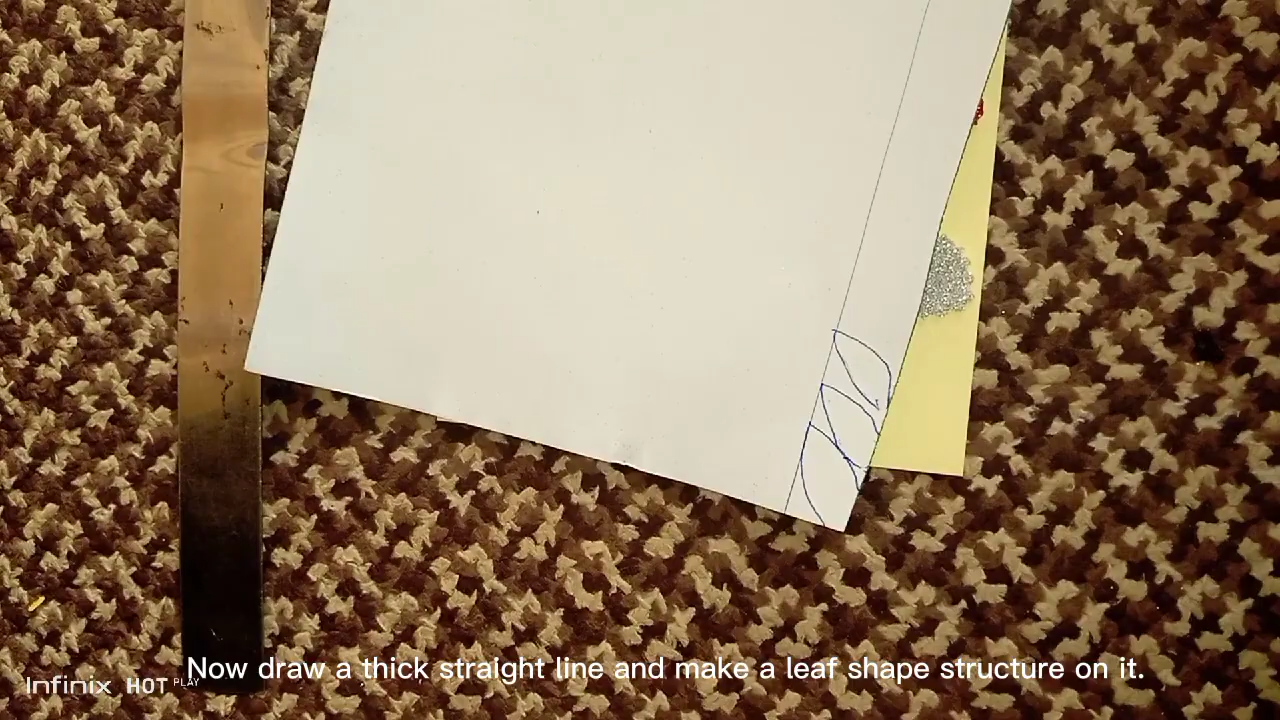 Now draw a thick straight line and make a leaf shape structure on it.
Infinix HOT PLAY